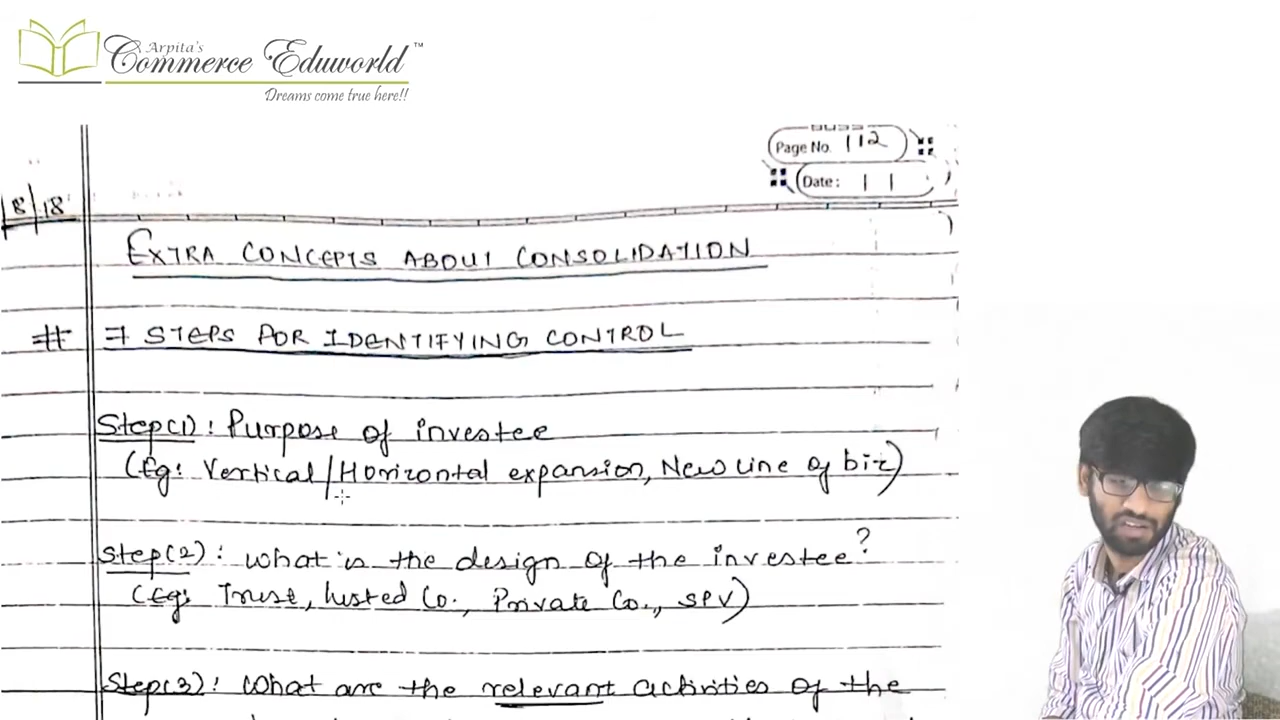 Arpita's
Commerce Eduworld™
Dreams come true here!!
Page No. 112
Date: | |
8/18
EXTRA CONCEPTS ABOUT CONSOLIDATION
# 7 STEPS FOR IDENTIFYING CONTROL
Step(1): Purpose of investee
(Eg: Vertical/Horizontal expansion, New line of biz)
Step(2): What is the design of the investee?
(Eg: Trust, Listed Co., Private Co., SPV)
Step(3): What are the relevant activities of the